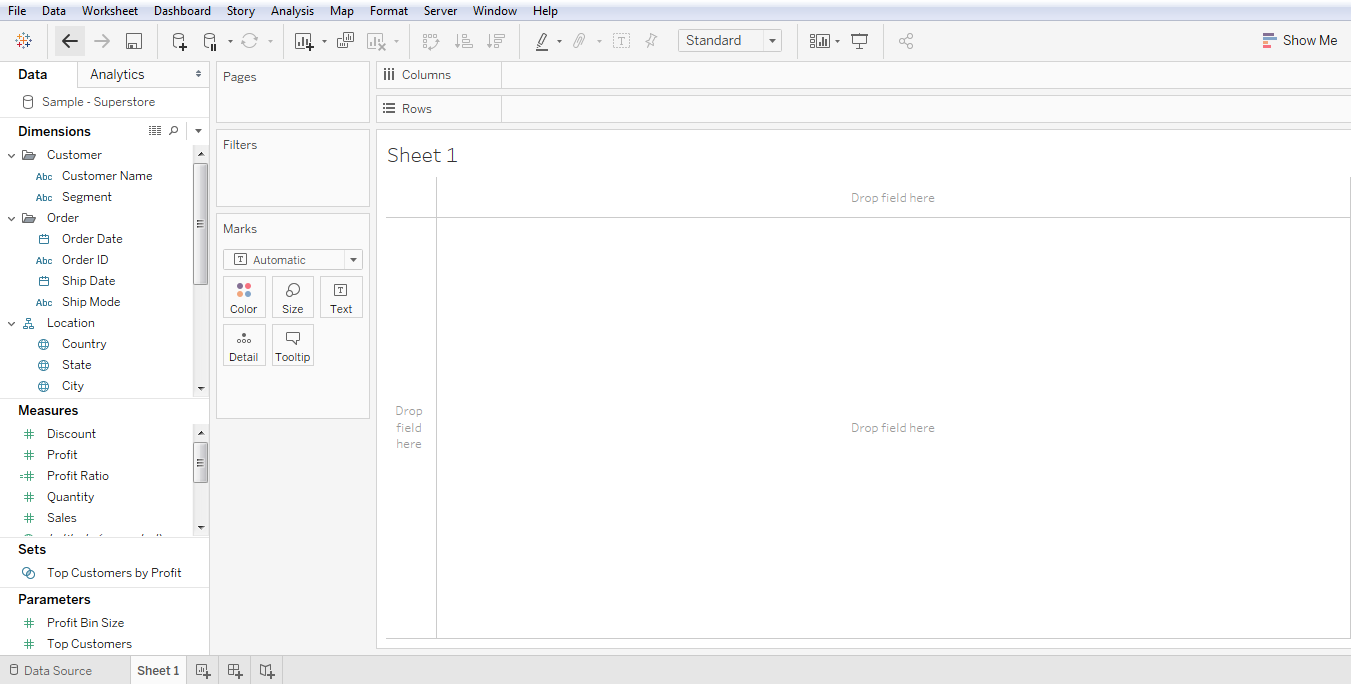 File Data Worksheet Dashboard Story Analysis Map Format Server Window Help
Standard
Show Me
Data Analytics
Sample - Superstore
Dimensions
Customer
Abc Customer Name
Abc Segment
Order
Order Date
Abc Order ID
Ship Date
Abc Ship Mode
Location
Country
State
City
Measures
Discount
Profit
Profit Ratio
Quantity
Sales
Sets
Top Customers by Profit
Parameters
Profit Bin Size
Top Customers
Pages
Filters
Marks
Automatic
Color Size Text
Detail Tooltip
Columns
Rows
Sheet 1
Drop field here
Drop
field
here
Drop field here
Data Source Sheet 1